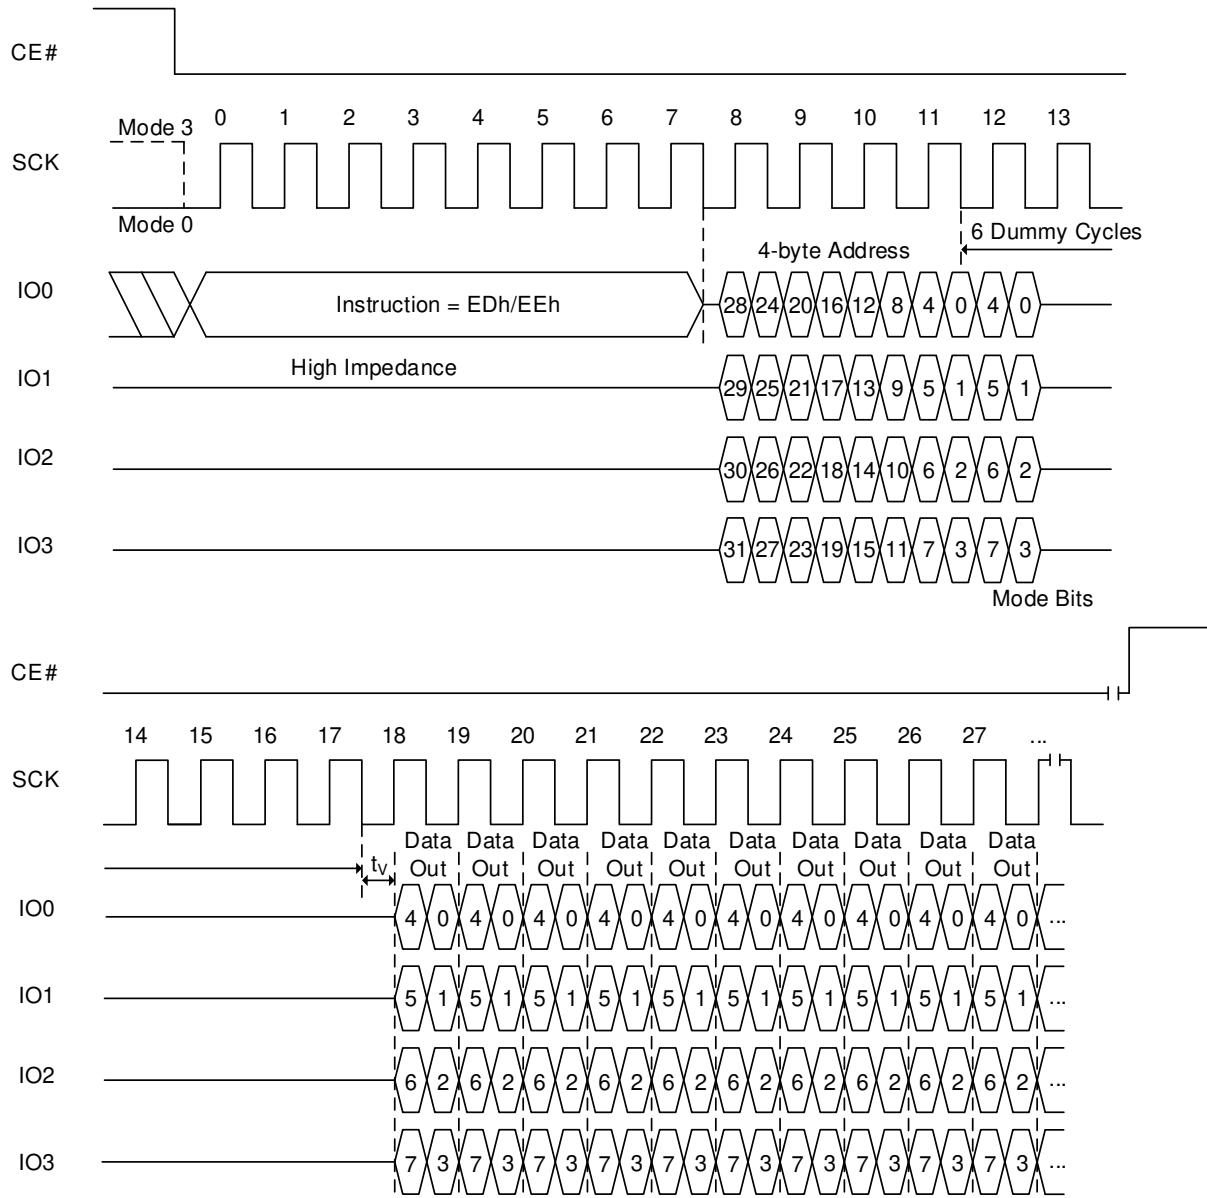 CE#
Mode 3 0 1 2 3 4 5 6 7 8 9 10 11 12 13
SCK
Mode 0
6 Dummy Cycles
4-byte Address
IO0 Instruction = EDh/EEh 28 24 20 16 12 8 4 0 4 0
High Impedance
IO1 29 25 21 17 13 9 5 1 5 1
IO2 30 26 22 18 14 10 6 2 6 2
IO3 31 27 23 19 15 11 7 3 7 3
Mode Bits
CE#
14 15 16 17 18 19 20 21 22 23 24 25 26 27 ...
SCK
Data Data Data Data Data Data Data Data Data Data
tV Out Out Out Out Out Out Out Out Out Out
IO0 4 0 4 0 4 0 4 0 4 0 4 0 4 0 4 0 4 0 4 0 ...
IO1 5 1 5 1 5 1 5 1 5 1 5 1 5 1 5 1 5 1 5 1 ...
IO2 6 2 6 2 6 2 6 2 6 2 6 2 6 2 6 2 6 2 6 2 ...
IO3 7 3 7 3 7 3 7 3 7 3 7 3 7 3 7 3 7 3 7 3 ...